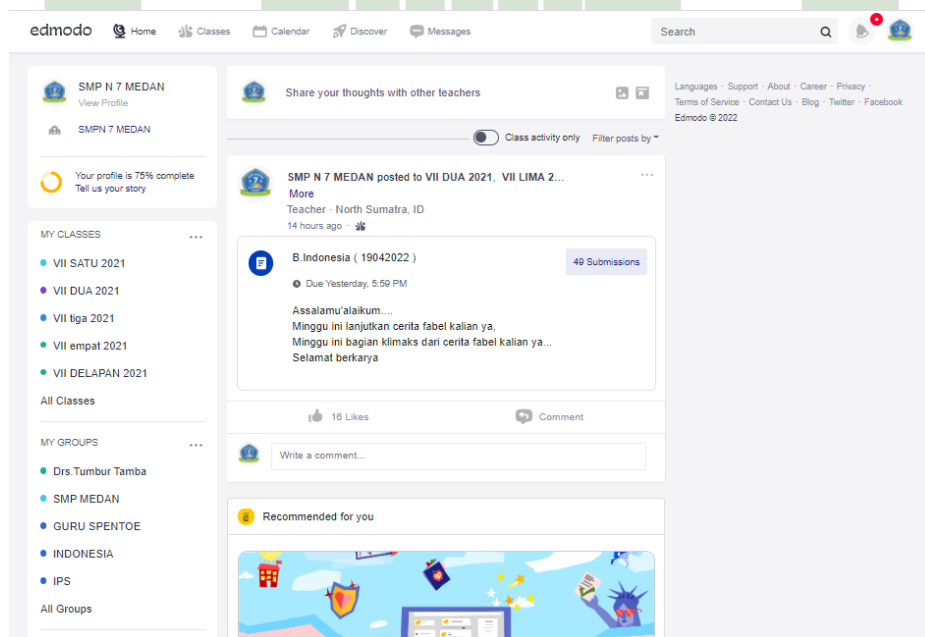 edmodo Home Classes Calendar Discover Messages Search
SMP N 7 MEDAN
View Profile
SMPN 7 MEDAN
Your profile is 75% complete
Tell us your story
MY CLASSES
VII SATU 2021
VII DUA 2021
VII tiga 2021
VII empat 2021
VII DELAPAN 2021
All Classes
MY GROUPS
Drs.Tumbur Tamba
SMP MEDAN
GURU SPENTOE
INDONESIA
IPS
All Groups
Share your thoughts with other teachers
Class activity only Filter posts by
SMP N 7 MEDAN posted to VII DUA 2021, VII LIMA 2...
More
Teacher · North Sumatra, ID
14 hours ago ·
B.Indonesia ( 19042022 )
49 Submissions
Due Yesterday, 5:59 PM
Assalamu'alaikum....
Minggu ini lanjutkan cerita fabel kalian ya,
Minggu ini bagian klimaks dari cerita fabel kalian ya...
Selamat berkarya
16 Likes Comment
Write a comment...
Recommended for you
Languages · Support · About · Career · Privacy ·
Terms of Service · Contact Us · Blog · Twitter · Facebook
Edmodo © 2022